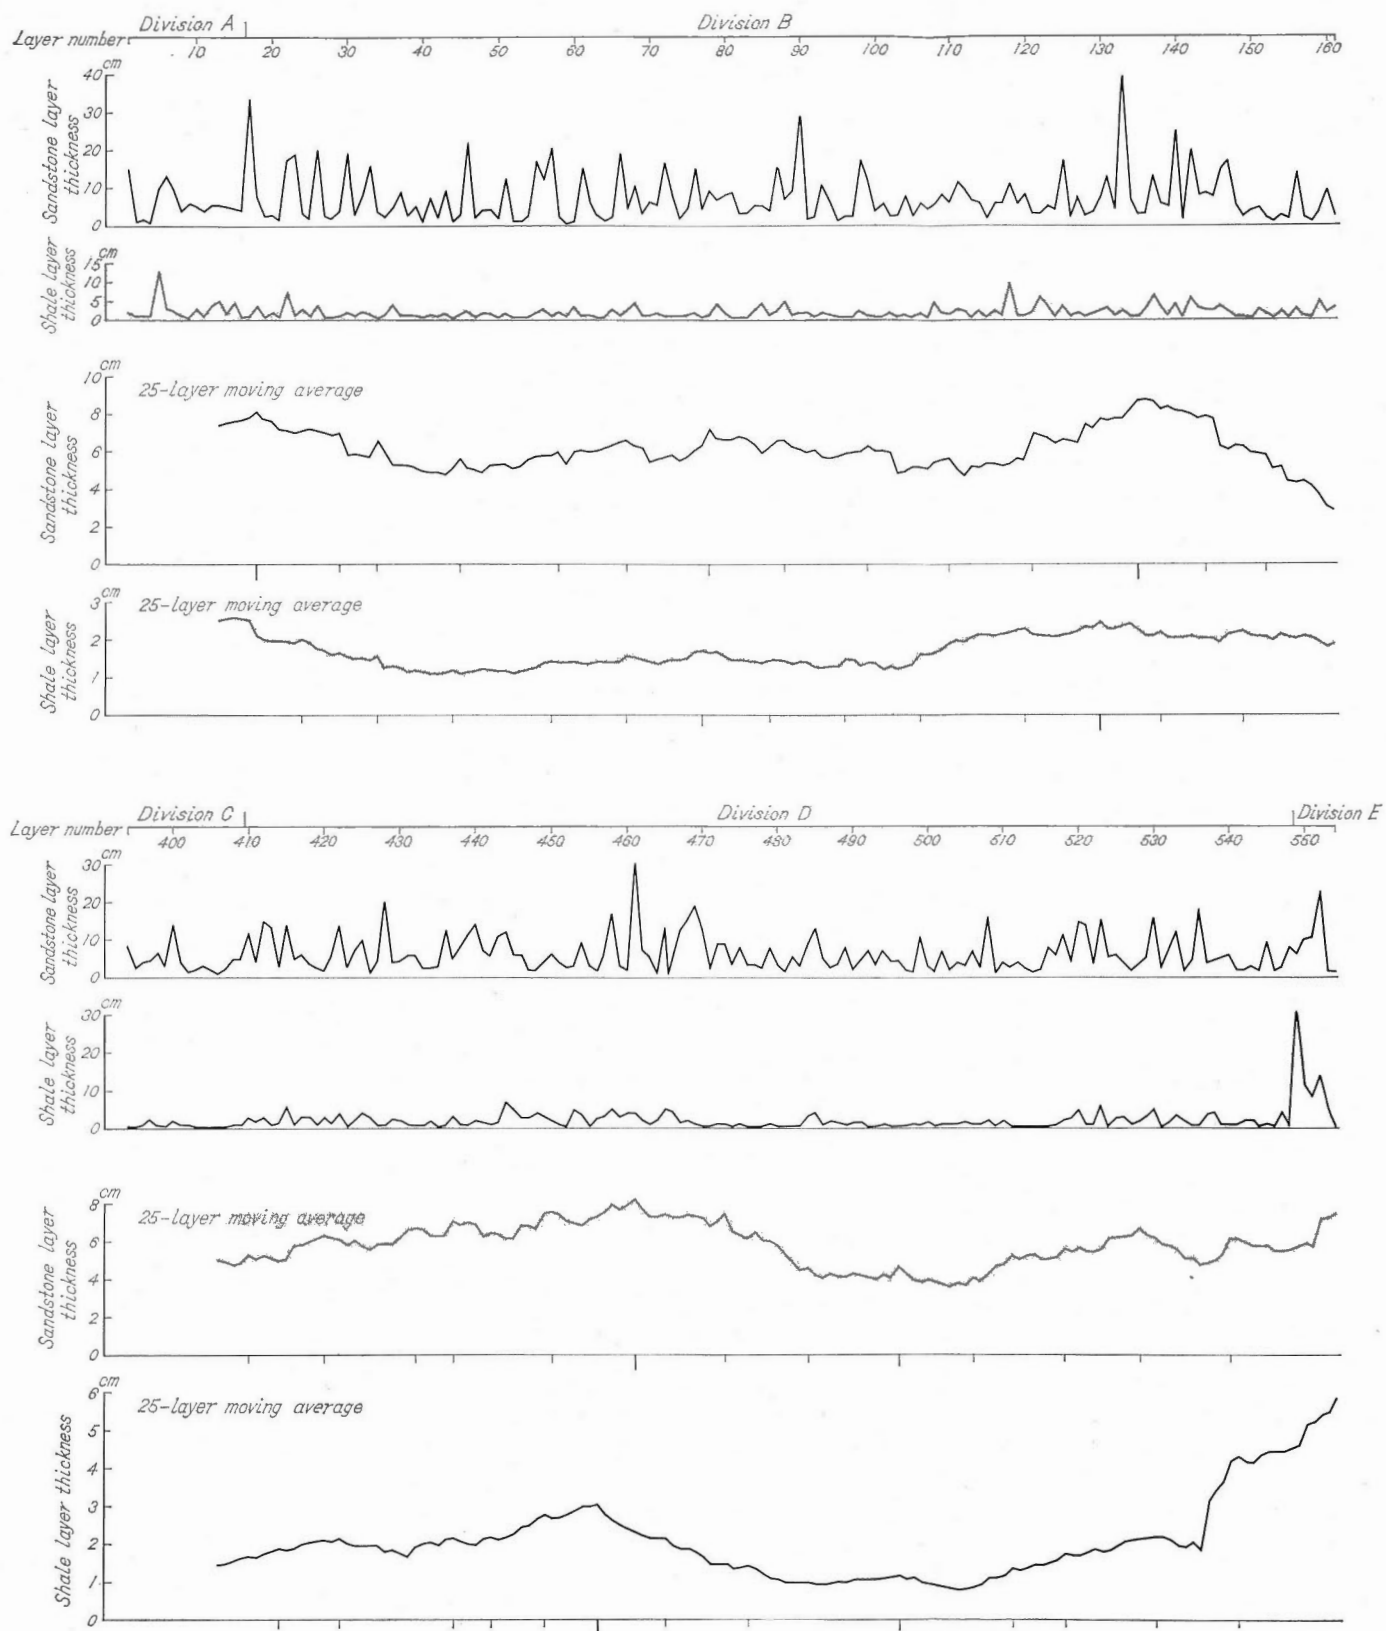 Division A Division B
Layer number 10 20 30 40 50 60 70 80 90 100 110 120 130 140 150 160
cm
40
30
20
10
0
Sandstone layer
thickness
cm
15
10
5
0
Shale layer
thickness
cm
10
8
6
4
2
0
25-layer moving average
Sandstone layer
thickness
cm
3
2
1
0
25-layer moving average
Shale layer
thickness
Division C Division D Division E
Layer number 400 410 420 430 440 450 460 470 480 490 500 510 520 530 540 550
cm
30
20
10
0
Sandstone layer
thickness
cm
30
20
10
0
Shale layer
thickness
cm
8
6
4
2
0
25-layer moving average
Sandstone layer
thickness
cm
6
5
4
3
2
1
0
25-layer moving average
Shale layer thickness